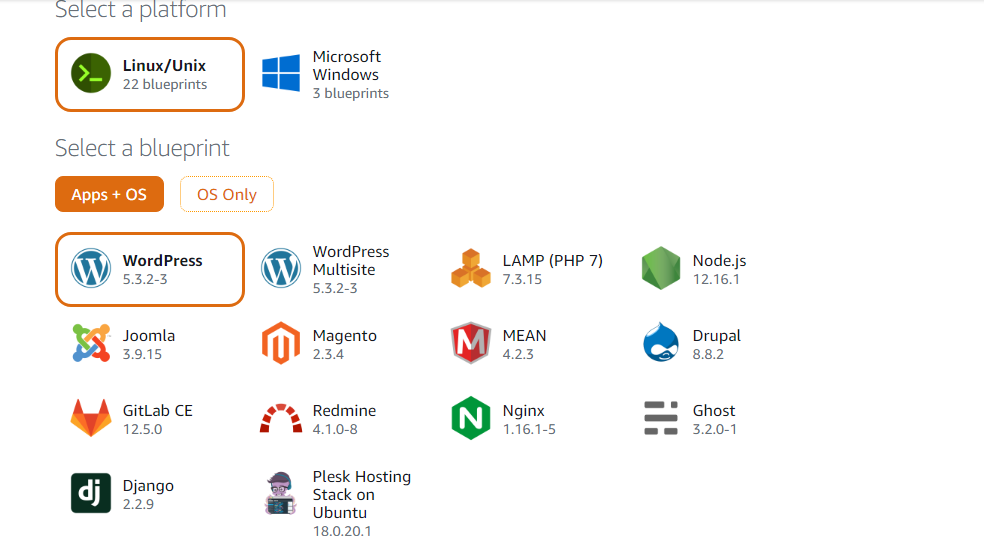 Select a platform
Linux/Unix
22 blueprints
Microsoft
Windows
3 blueprints
Select a blueprint
Apps + OS
OS Only
WordPress
5.3.2-3
WordPress
Multisite
5.3.2-3
LAMP (PHP 7)
7.3.15
Node.js
12.16.1
Joomla
3.9.15
Magento
2.3.4
MEAN
4.2.3
Drupal
8.8.2
GitLab CE
12.5.0
Redmine
4.1.0-8
Nginx
1.16.1-5
Ghost
3.2.0-1
dj
Django
2.2.9
Plesk Hosting
Stack on
Ubuntu
18.0.20.1